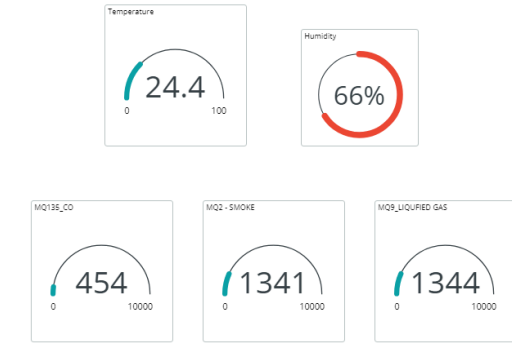 Temperature
24.4
0 100
Humidity
66%
MQ135_CO
454
0 10000
MQ2 - SMOKE
1341
0 10000
MQ9_LIQUFIED GAS
1344
0 10000